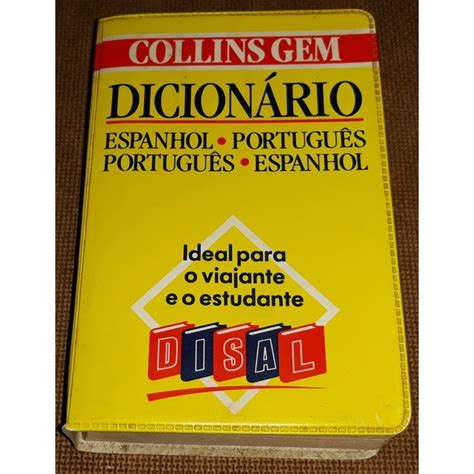 COLLINS GEM
DICIONÁRIO
ESPANHOL • PORTUGUÊS
PORTUGUÊS • ESPANHOL
Ideal para
o viajante
e o estudante
DISAL